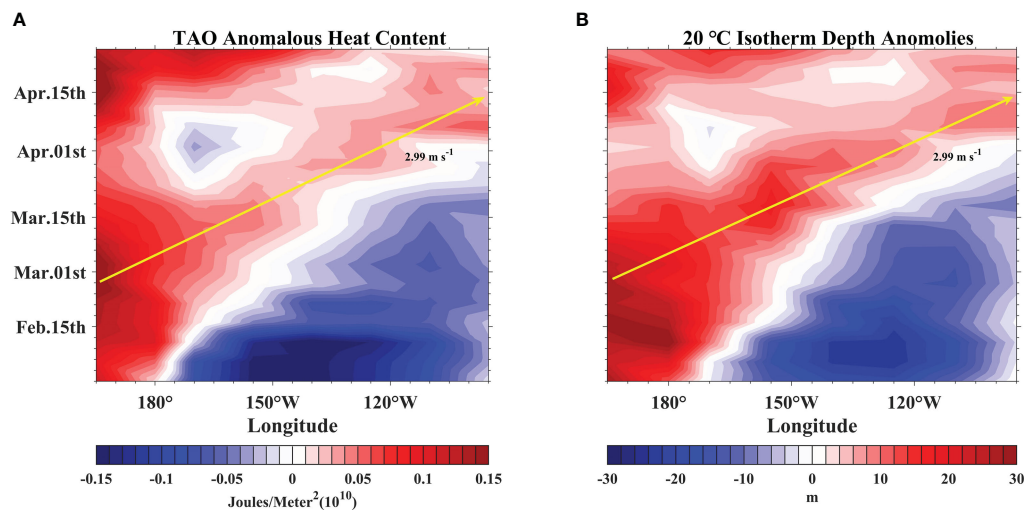 A
TAO Anomalous Heat Content
Apr.15th
Apr.01st
Mar.15th
Mar.01st
Feb.15th
2.99 m s-1
180° 150°W 120°W
Longitude
-0.15 -0.1 -0.05 0 0.05 0.1 0.15
Joules/Meter2(1010)
B
20 °C Isotherm Depth Anomolies
2.99 m s-1
180° 150°W 120°W
Longitude
-30 -20 -10 0 10 20 30
m